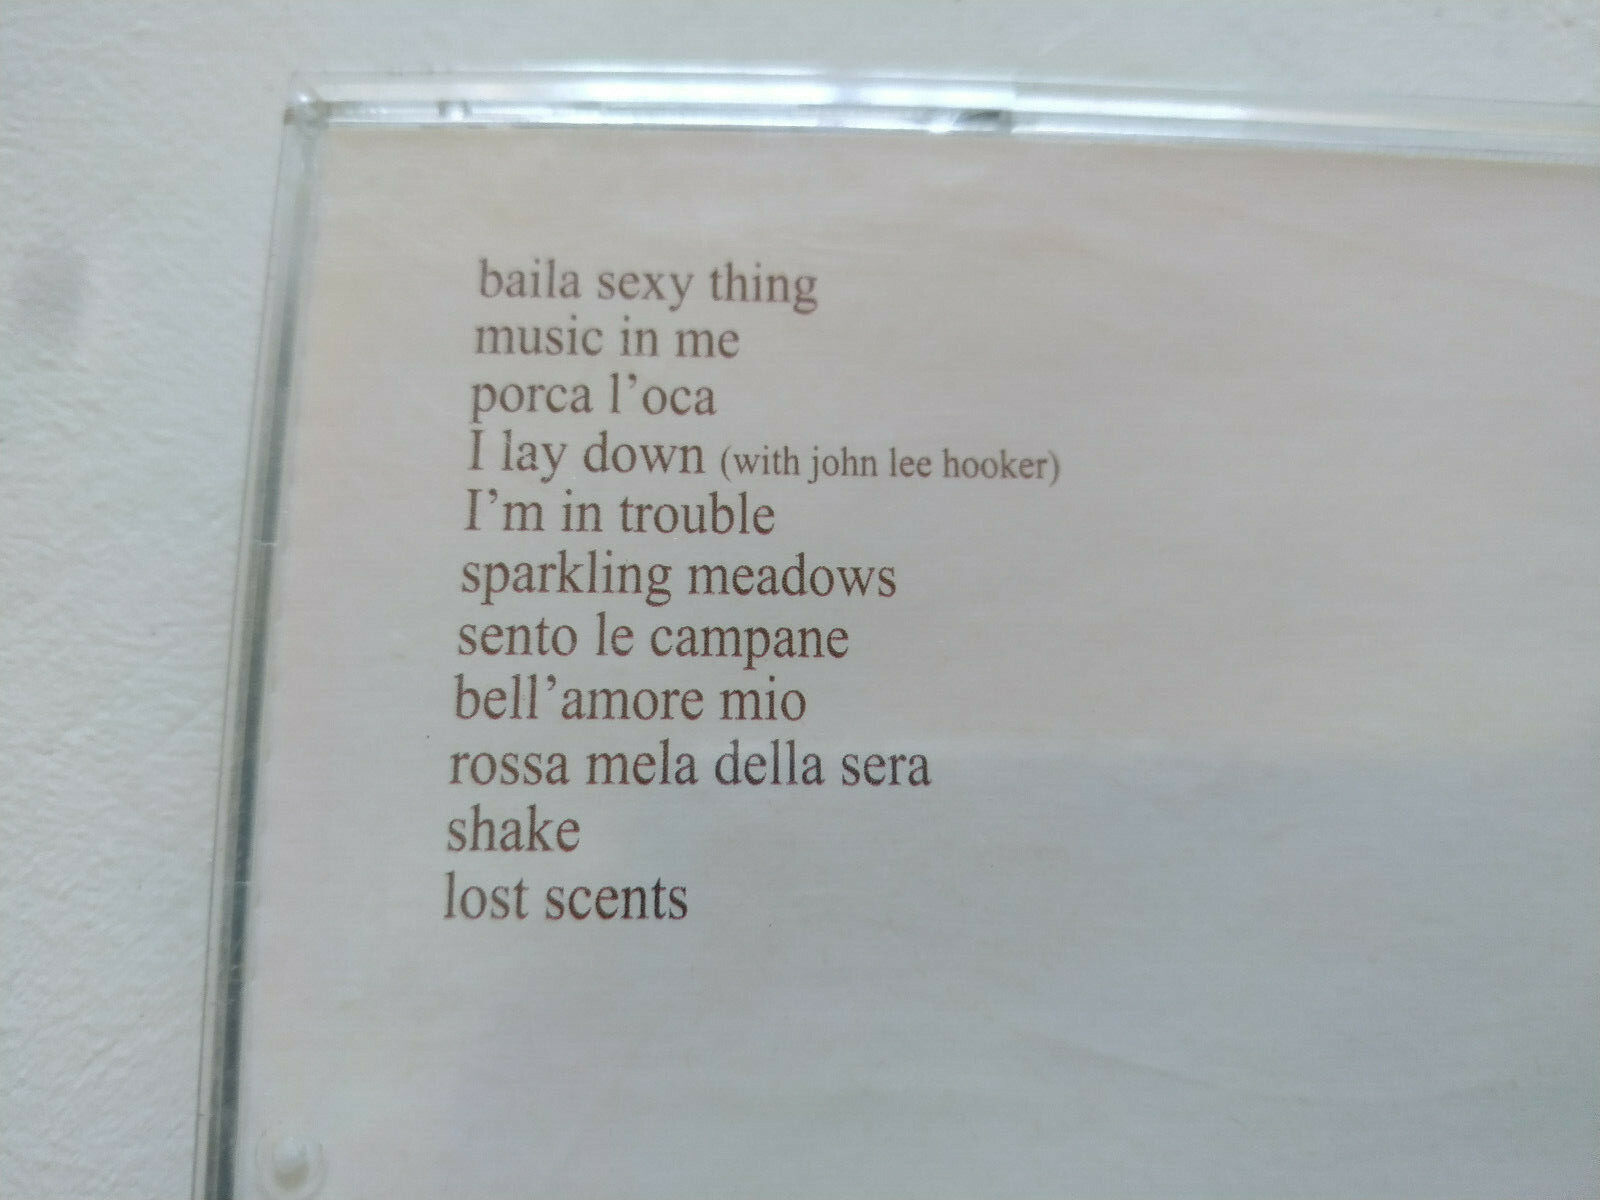 baila sexy thing
music in me
porca l'oca
I lay down (with john lee hooker)
I'm in trouble
sparkling meadows
sento le campane
bell'amore mio
rossa mela della sera
shake
lost scents